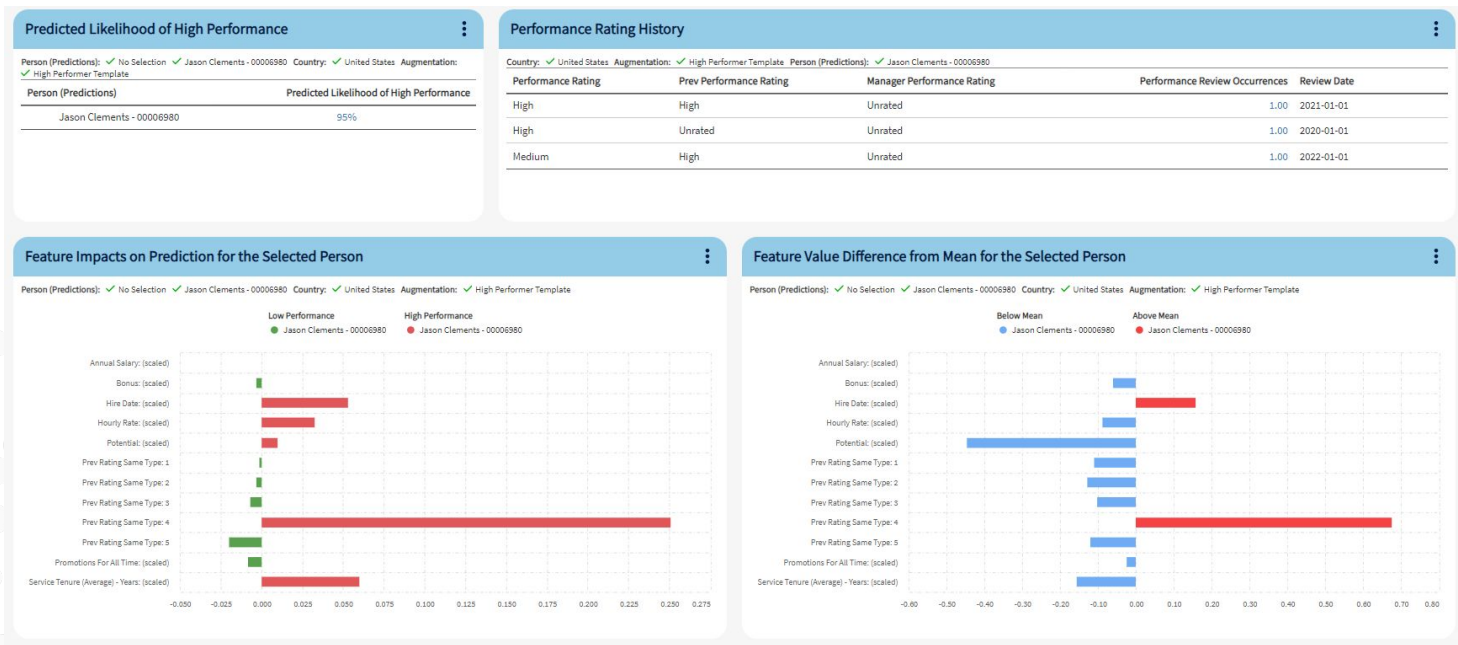 Predicted Likelihood of High Performance
Person (Predictions): No Selection Jason Clements - 00006980 Country: United States Augmentation:
High Performer Template
Person (Predictions) Predicted Likelihood of High Performance
Jason Clements - 00006980 95%
Performance Rating History
Country: United States Augmentation: High Performer Template Person (Predictions): Jason Clements - 00006980
Performance Rating Prev Performance Rating Manager Performance Rating Performance Review Occurrences Review Date
High High Unrated 1.00 2021-01-01
High Unrated Unrated 1.00 2020-01-01
Medium High Unrated 1.00 2022-01-01
Feature Impacts on Prediction for the Selected Person
Person (Predictions): No Selection Jason Clements - 00006980 Country: United States Augmentation: High Performer Template
Low Performance High Performance
Jason Clements - 00006980 Jason Clements - 00006980
Annual Salary: (scaled)
Bonus: (scaled)
Hire Date: (scaled)
Hourly Rate: (scaled)
Potential: (scaled)
Prev Rating Same Type: 1
Prev Rating Same Type: 2
Prev Rating Same Type: 3
Prev Rating Same Type: 4
Prev Rating Same Type: 5
Promotions For All Time: (scaled)
Service Tenure (Average) - Years: (scaled)
-0.050 -0.025 0.000 0.025 0.050 0.075 0.100 0.125 0.150 0.175 0.200 0.225 0.250 0.275
Feature Value Difference from Mean for the Selected Person
Person (Predictions): No Selection Jason Clements - 00006980 Country: United States Augmentation: High Performer Template
Below Mean Above Mean
Jason Clements - 00006980 Jason Clements - 00006980
Annual Salary: (scaled)
Bonus: (scaled)
Hire Date: (scaled)
Hourly Rate: (scaled)
Potential: (scaled)
Prev Rating Same Type: 1
Prev Rating Same Type: 2
Prev Rating Same Type: 3
Prev Rating Same Type: 4
Prev Rating Same Type: 5
Promotions For All Time: (scaled)
Service Tenure (Average) - Years: (scaled)
-0.60 -0.50 -0.40 -0.30 -0.20 -0.10 0.00 0.10 0.20 0.30 0.40 0.50 0.60 0.70 0.80